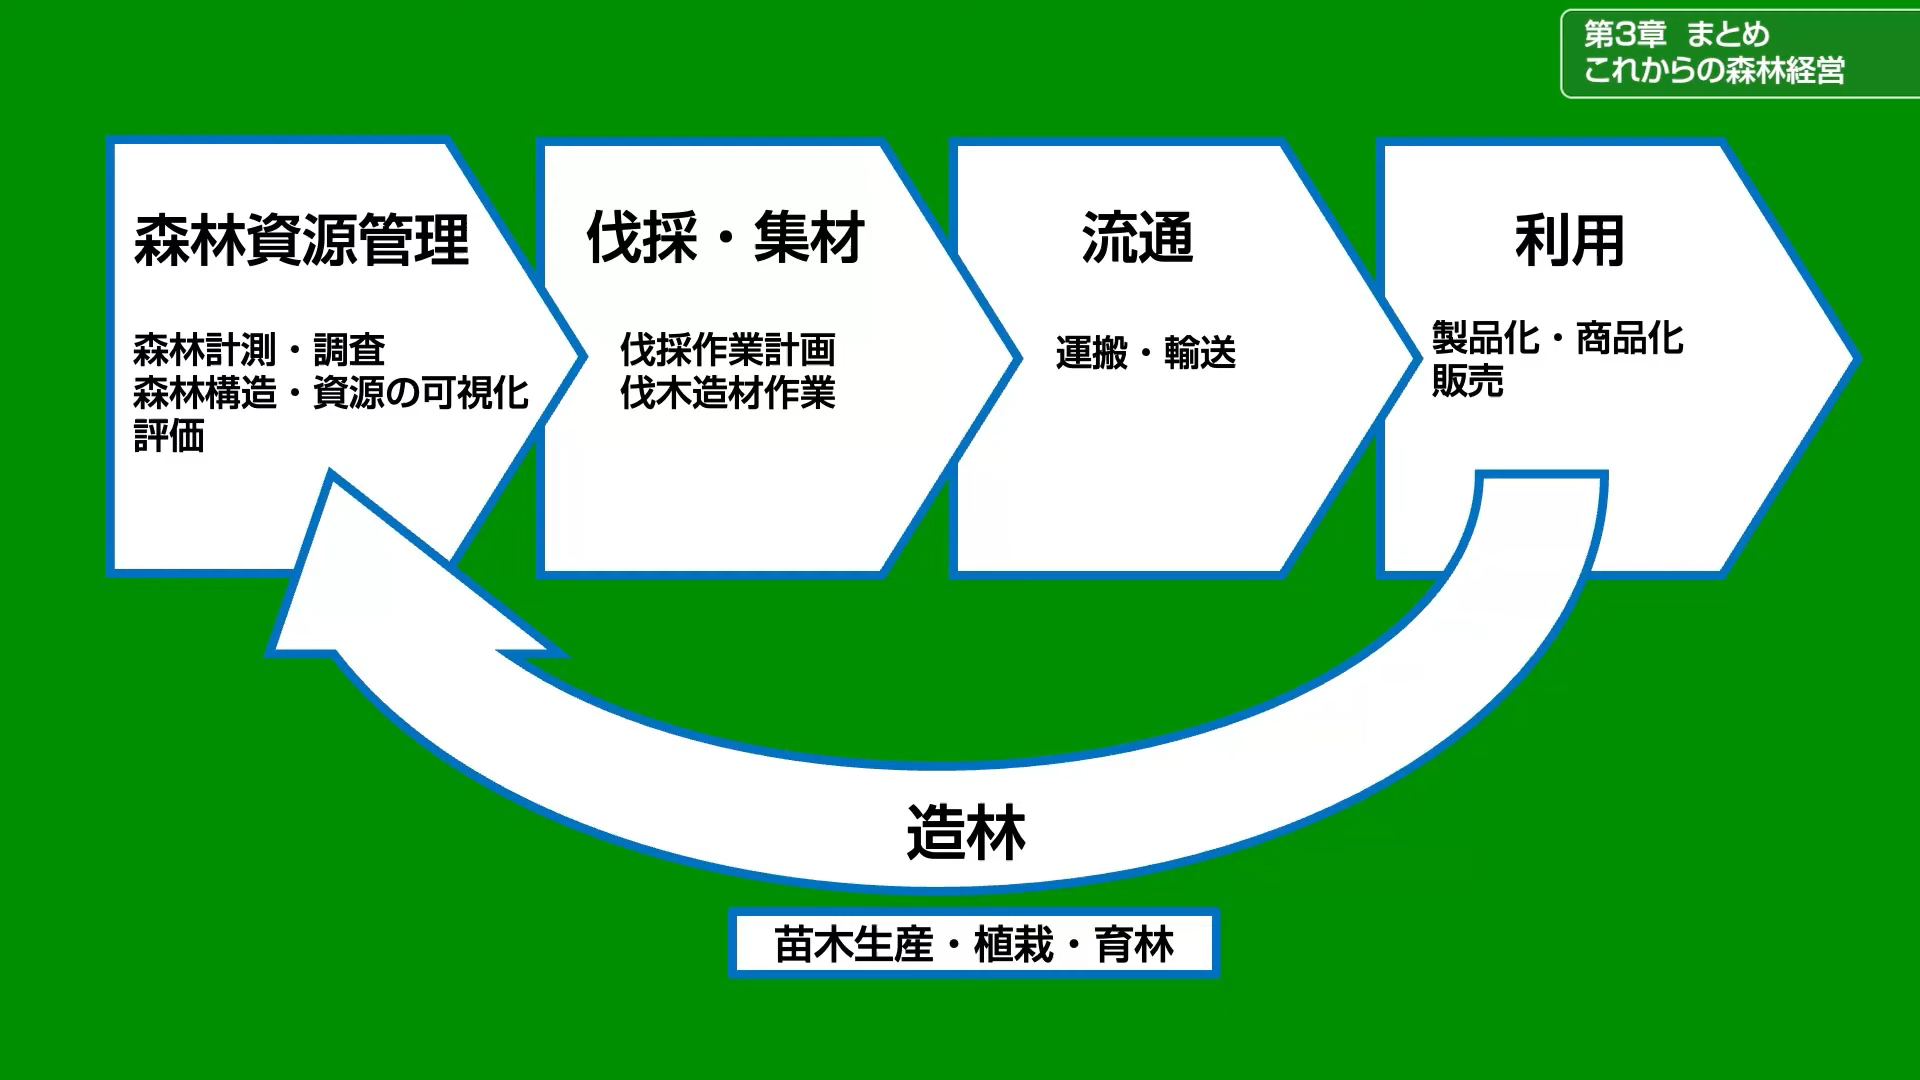 第3章 まとめ
これからの森林経営
森林資源管理
森林計測・調査
森林構造・資源の可視化
評価
伐採・集材
伐採作業計画
伐木造材作業
流通
運搬・輸送
利用
製品化・商品化
販売
造林
苗木生産・植栽・育林